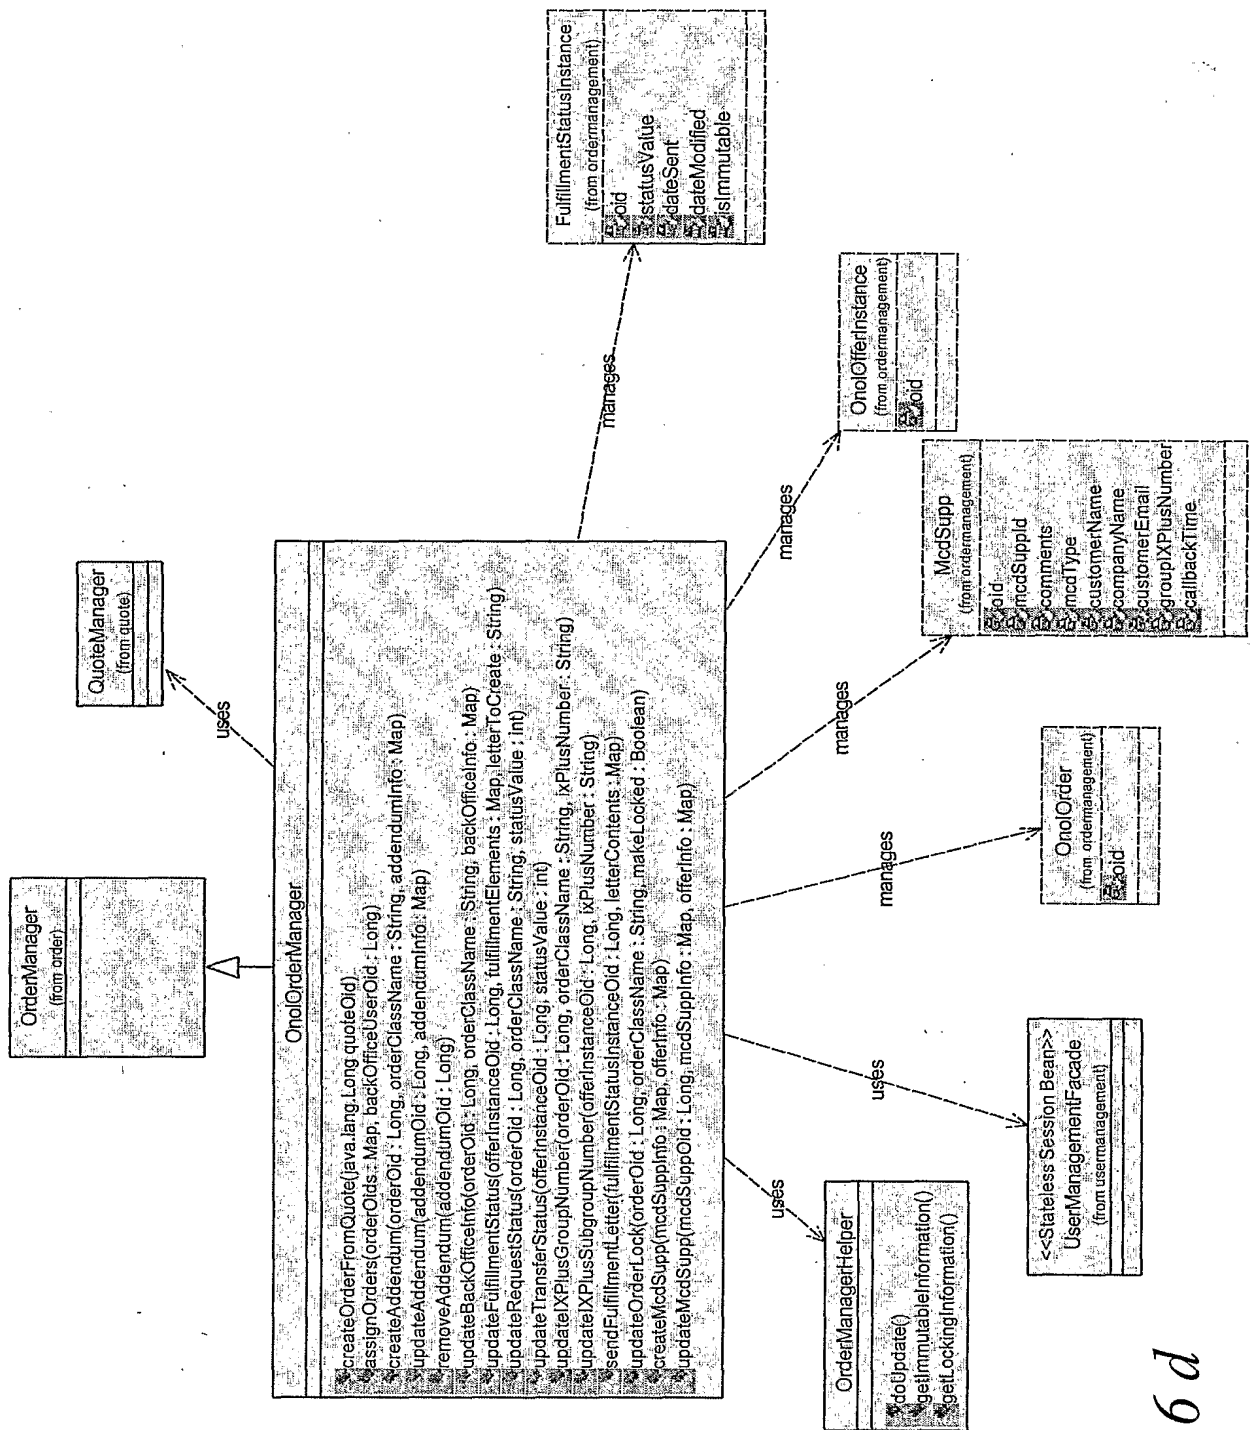 OrderManager
(from order)
QuoteManager
(from quote)
uses
OnolOrderManager
createOrderFromQuote(java.lang.Long quoteOid)
assignOrders(orderOids : Map, backOfficeUserOid : Long)
createAddendum(orderOid : Long, orderClassName : String, addendumInfo : Map)
updateAddendum(addendumOid : Long, addendumInfo : Map)
removeAddendum(addendumOid : Long)
updateBackOfficeInfo(orderOid : Long, orderClassName : String, backOfficeInfo : Map)
updateFulfillmentStatus(offerInstanceOid : Long, fulfillmentElements : Map, letterToCreate : String)
updateRequestStatus(orderOid : Long, orderClassName : String, statusValue : int)
updateTransferStatus(offerInstanceOid : Long, statusValue : int)
updateIXPlusGroupNumber(orderOid : Long, orderClassName : String, ixPlusNumber : String)
updateIXPlusSubgroupNumber(offerInstanceOid : Long, iXPlusNumber : String)
sendFulfillmentLetter(fullfillmentStatusInstanceOid : Long, letterContents : Map)
updateOrderLock(orderOid : Long, orderClassName : String, makeLocked : Boolean)
createMcdSupp(mcdSuppInfo : Map, offerInfo : Map)
updateMcdSupp(mcdSuppOid : Long, mcdSuppInfo : Map, offerInfo : Map)
manages
FulfillmentStatusInstance
(from ordermanagement)
oid
statusValue
dateSent
dateModified
isImmutable
manages
OnolOfferInstance
(from ordermanagement)
oid
manages
McdSupp
(from ordermanagement)
oid
mcdSuppId
comments
mcdType
customerName
companyName
customerEmail
groupIXPlusNumber
callbackTime
manages
OnolOrder
(from ordermanagement)
oid
uses
<<Stateless Session Bean>>
UserManagementFacade
(from usermanagement)
uses
OrderManagerHelper
doUpdate()
getImmutableInformation()
getLockingInformation()
6 d